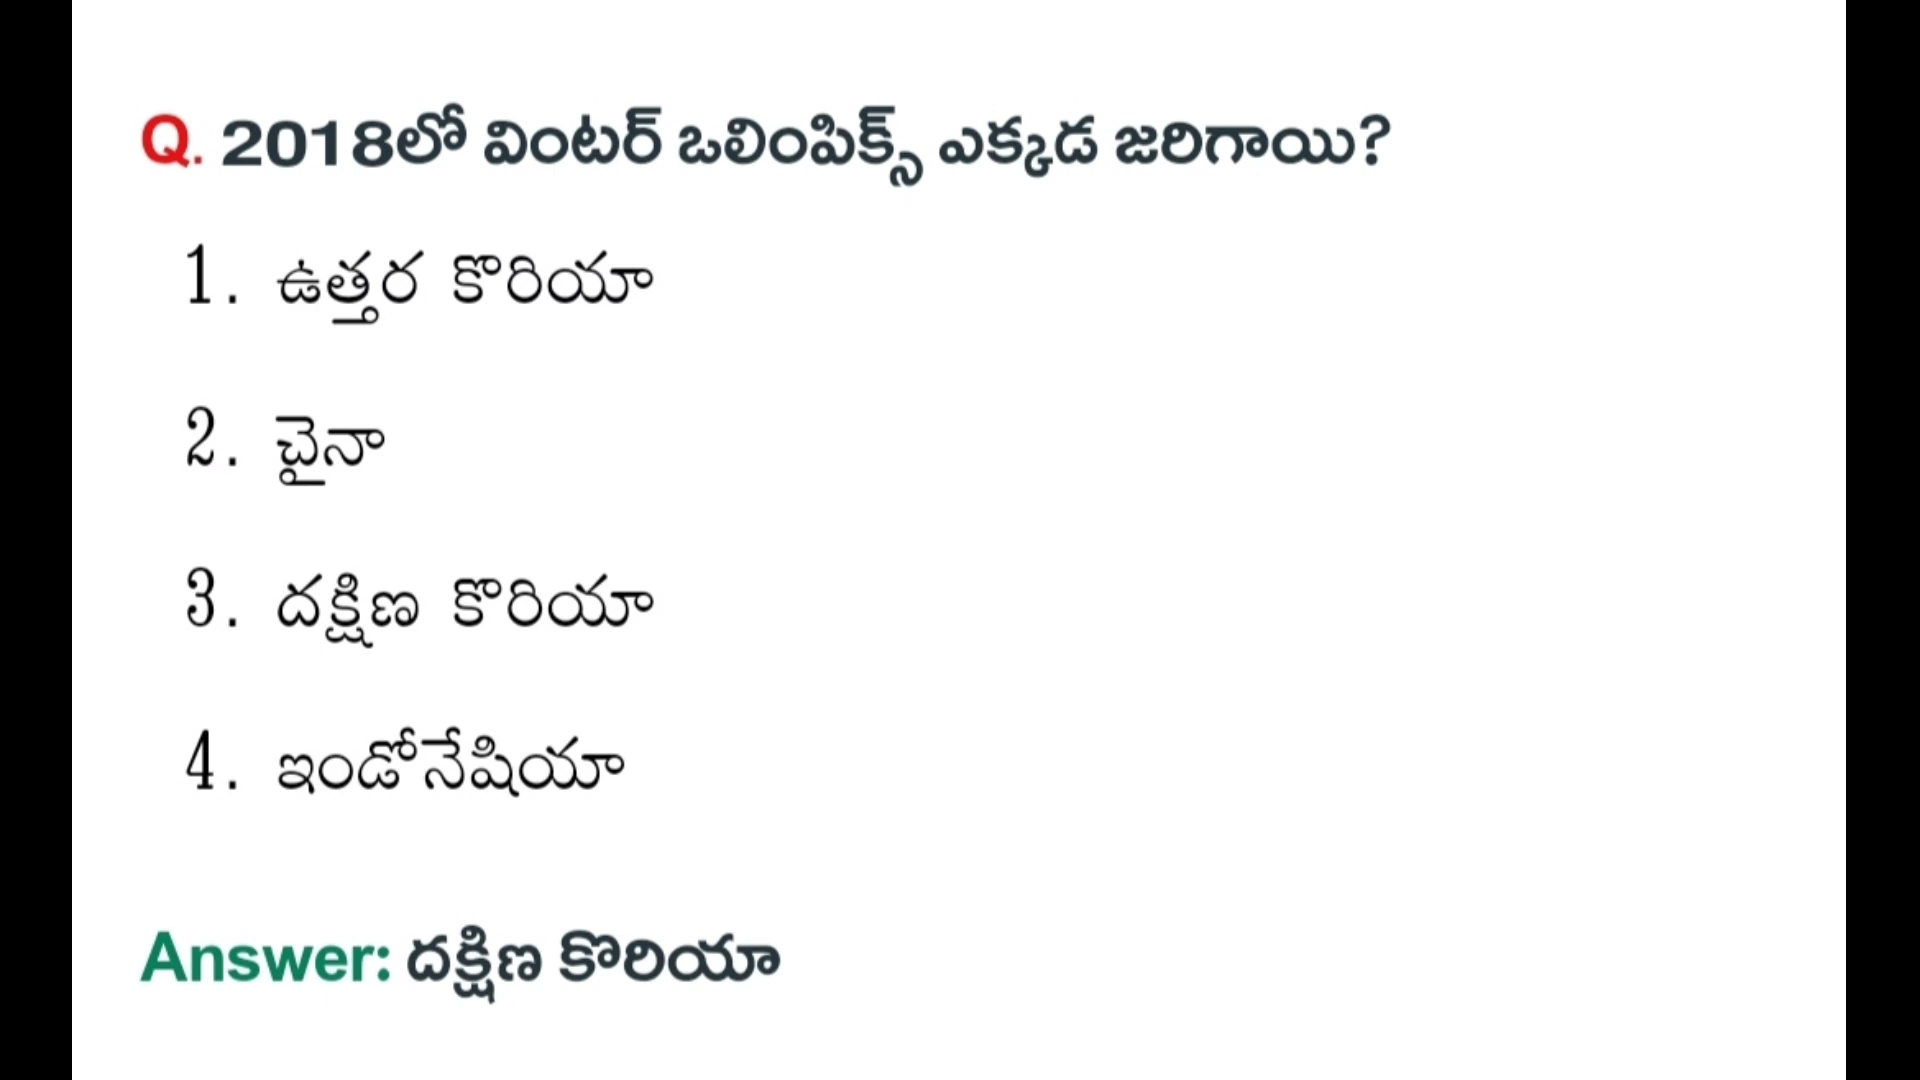 Q. 2018లో వింటర్ ఒలింపిక్స్ ఎక్కడ జరిగాయి?
1. ఉత్తర కొరియా
2. చైనా
3. దక్షిణ కొరియా
4. ఇండోనేషియా
Answer: దక్షిణ కొరియా